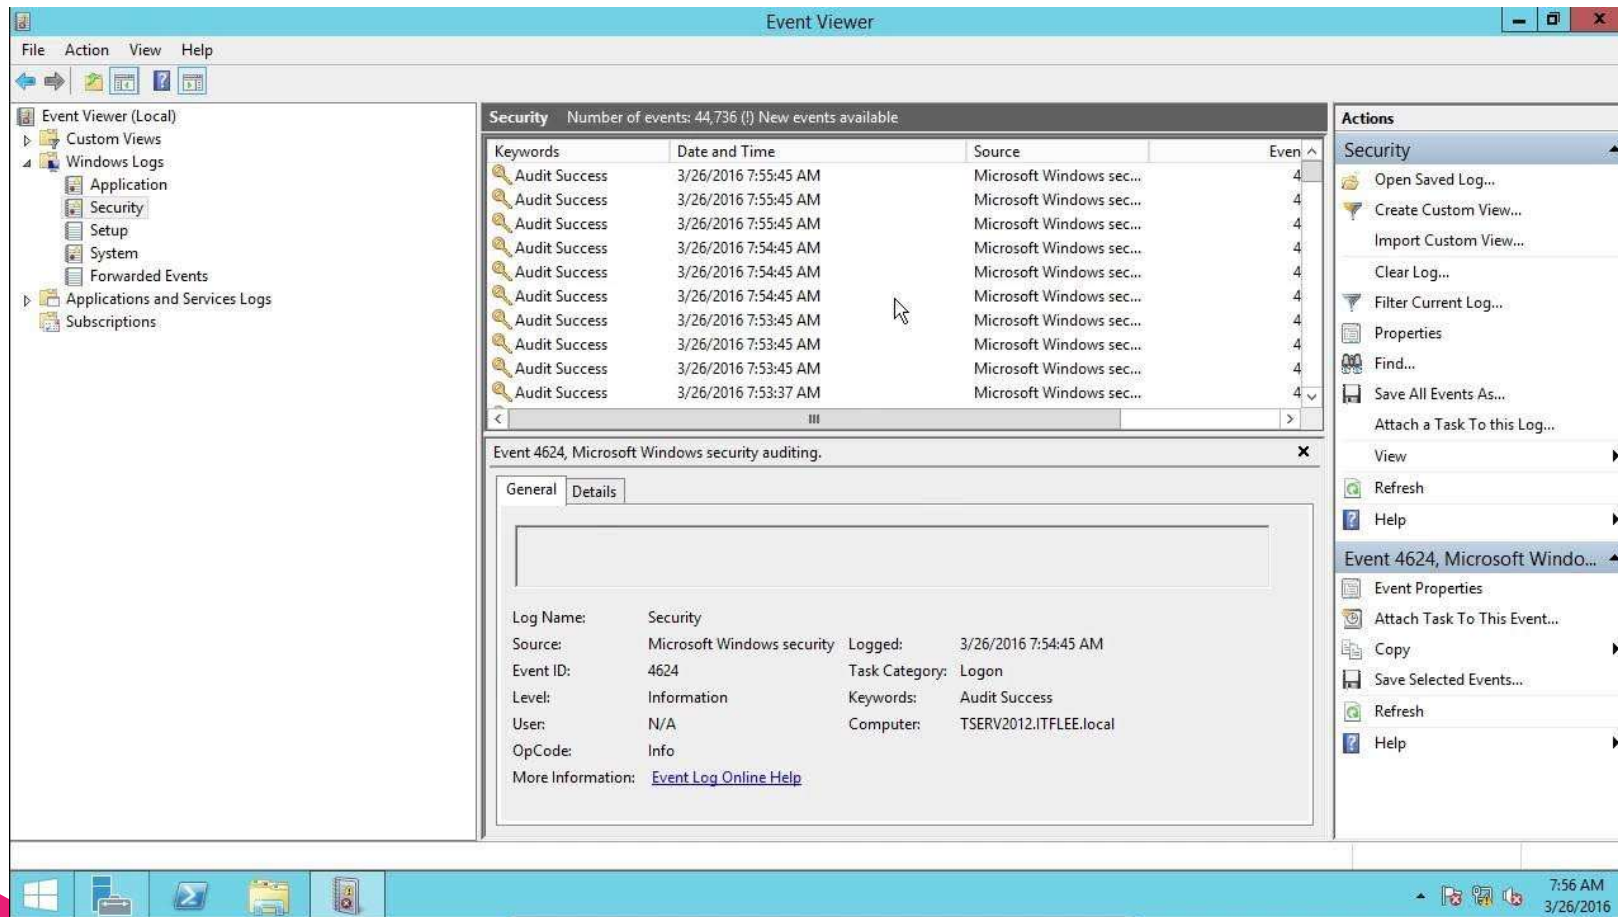 Event Viewer
File Action View Help
Event Viewer (Local)
Custom Views
Windows Logs
Application
Security
Setup
System
Forwarded Events
Applications and Services Logs
Subscriptions
Security Number of events: 44,736 (!) New events available
Keywords Date and Time Source Even
Audit Success 3/26/2016 7:55:45 AM Microsoft Windows sec... 4
Audit Success 3/26/2016 7:55:45 AM Microsoft Windows sec... 4
Audit Success 3/26/2016 7:55:45 AM Microsoft Windows sec... 4
Audit Success 3/26/2016 7:54:45 AM Microsoft Windows sec... 4
Audit Success 3/26/2016 7:54:45 AM Microsoft Windows sec... 4
Audit Success 3/26/2016 7:54:45 AM Microsoft Windows sec... 4
Audit Success 3/26/2016 7:53:45 AM Microsoft Windows sec... 4
Audit Success 3/26/2016 7:53:45 AM Microsoft Windows sec... 4
Audit Success 3/26/2016 7:53:45 AM Microsoft Windows sec... 4
Audit Success 3/26/2016 7:53:37 AM Microsoft Windows sec... 4
Event 4624, Microsoft Windows security auditing.
General Details
Log Name: Security
Source: Microsoft Windows security Logged: 3/26/2016 7:54:45 AM
Event ID: 4624 Task Category: Logon
Level: Information Keywords: Audit Success
User: N/A Computer: TSERV2012.ITFLEE.local
OpCode: Info
More Information: Event Log Online Help
Actions
Security
Open Saved Log...
Create Custom View...
Import Custom View...
Clear Log...
Filter Current Log...
Properties
Find...
Save All Events As...
Attach a Task To this Log...
View
Refresh
Help
Event 4624, Microsoft Windo...
Event Properties
Attach Task To This Event...
Copy
Save Selected Events...
Refresh
Help
7:56 AM
3/26/2016